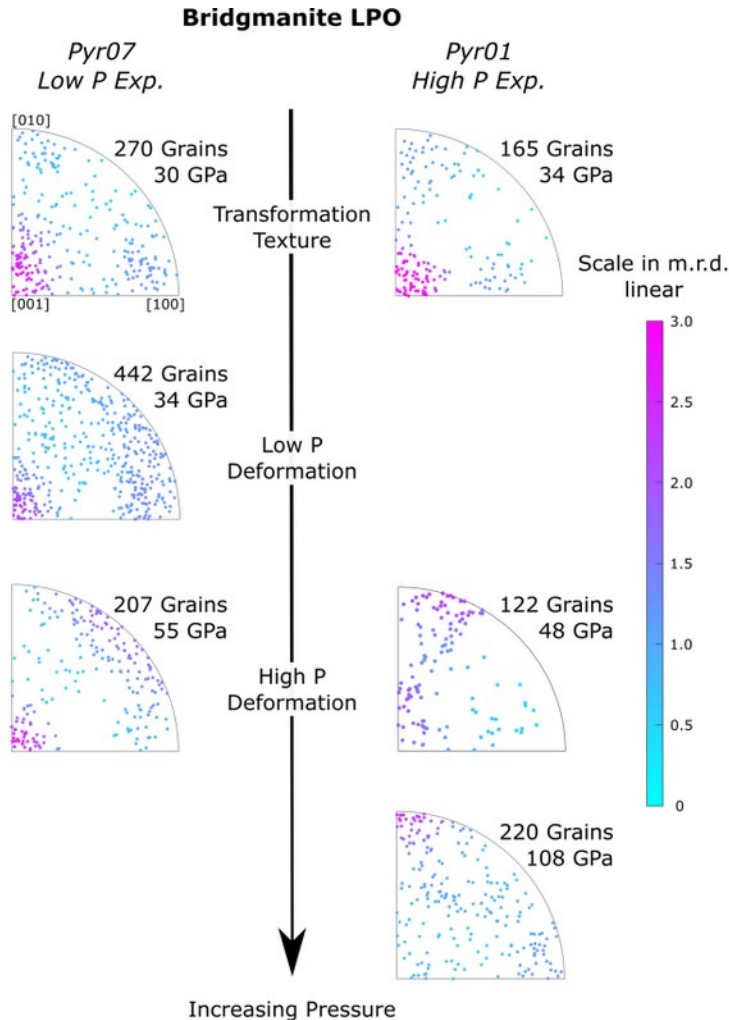 Bridgmanite LPO
Pyr07
Low P Exp.
Pyr01
High P Exp.
[010]
270 Grains
30 GPa
[001]
[100]
165 Grains
34 GPa
Transformation
Texture
Scale in m.r.d.
linear
3.0
2.5
2.0
1.5
1.0
0.5
0
442 Grains
34 GPa
Low P
Deformation
207 Grains
55 GPa
122 Grains
48 GPa
High P
Deformation
220 Grains
108 GPa
Increasing Pressure